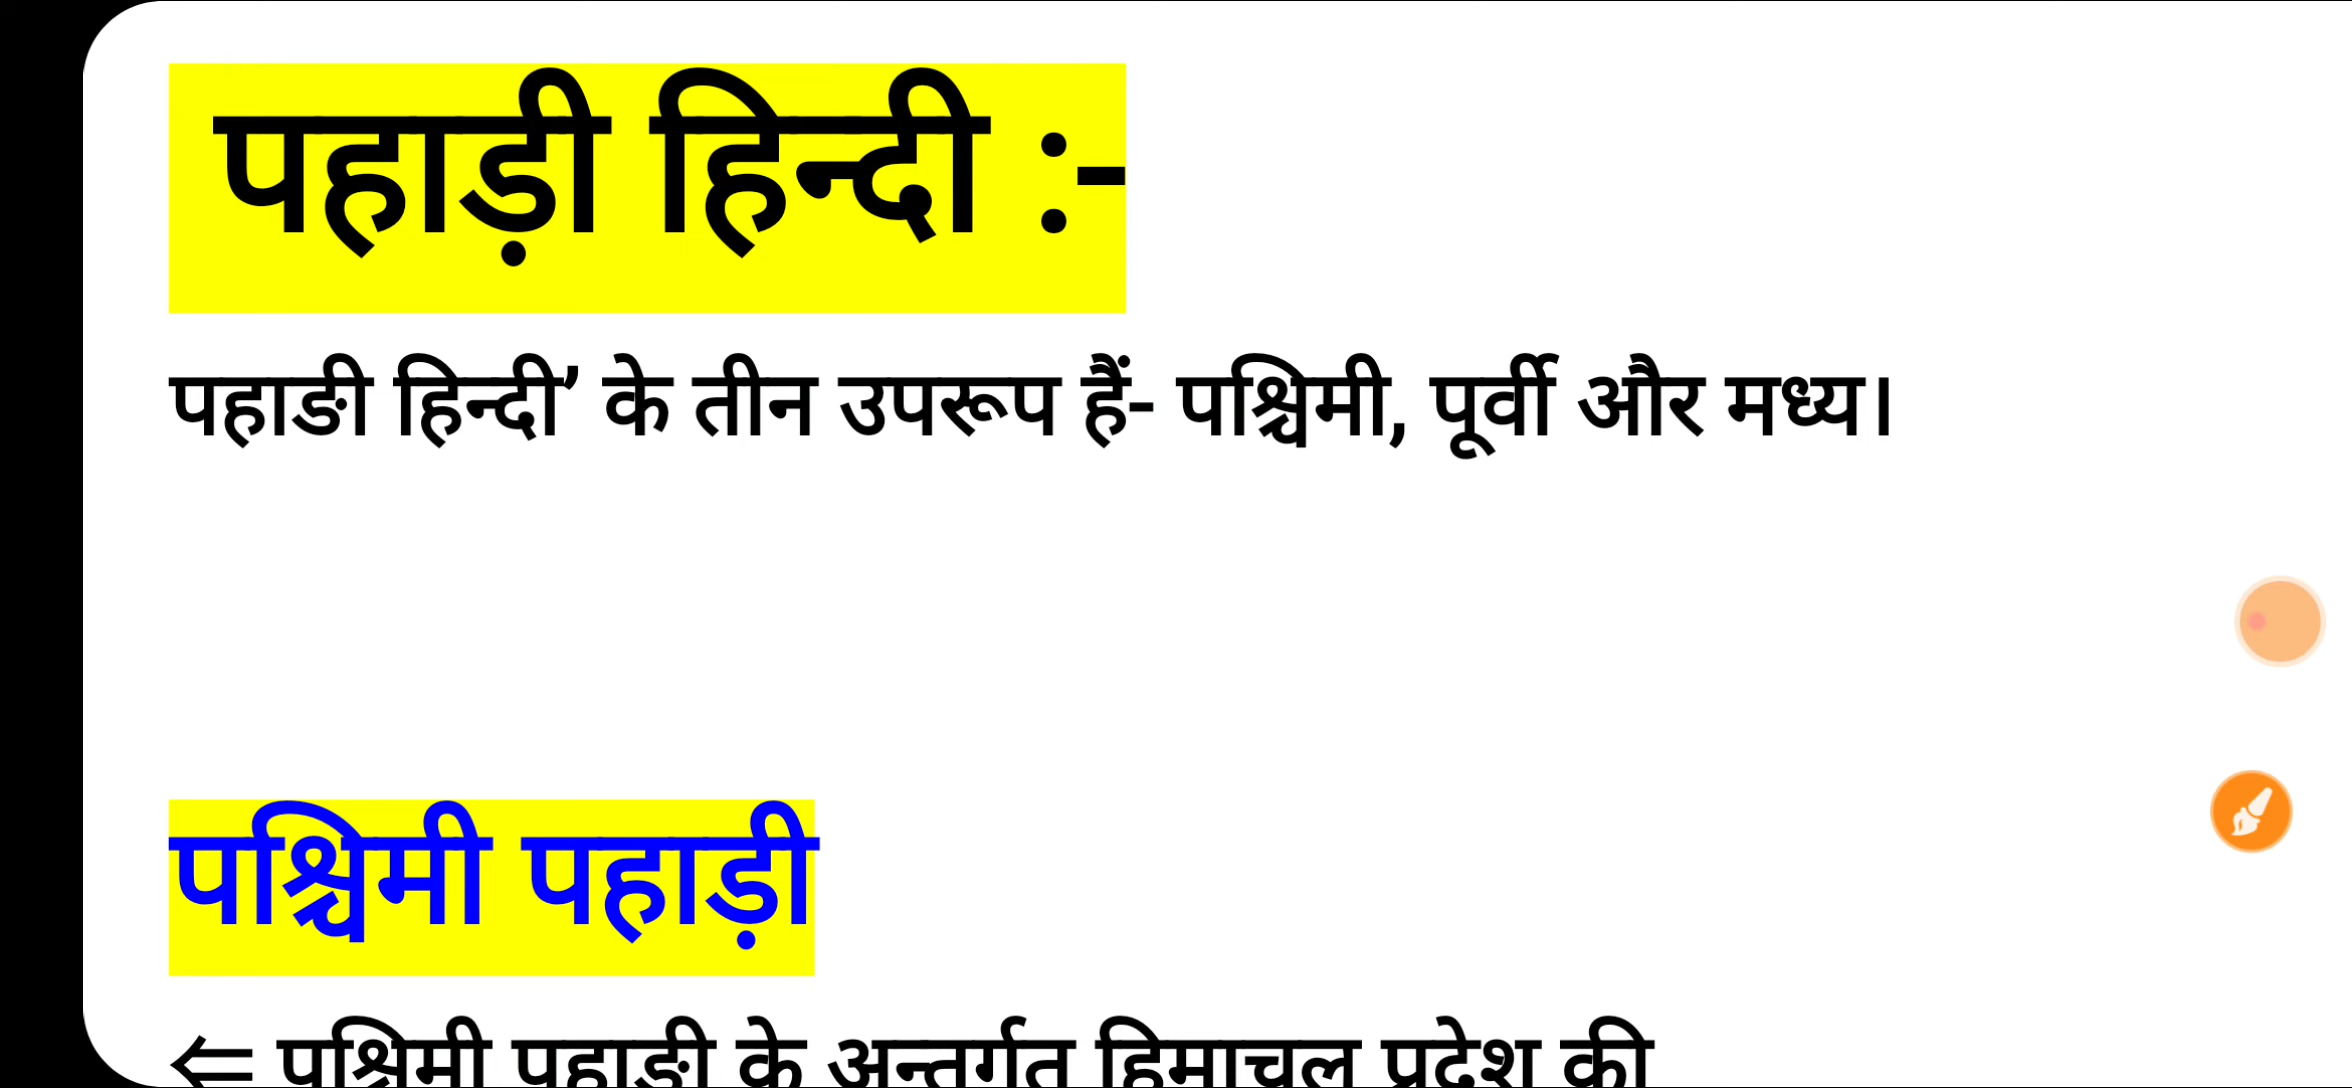 पहाड़ी हिन्दी :-
पहाङी हिन्दी’ के तीन उपरूप हैं- पश्चिमी, पूर्वी और मध्य।
पश्चिमी पहाड़ी
⇐ पश्चिमी पहाङी के अन्तर्गत हिमाचल प्रदेश की